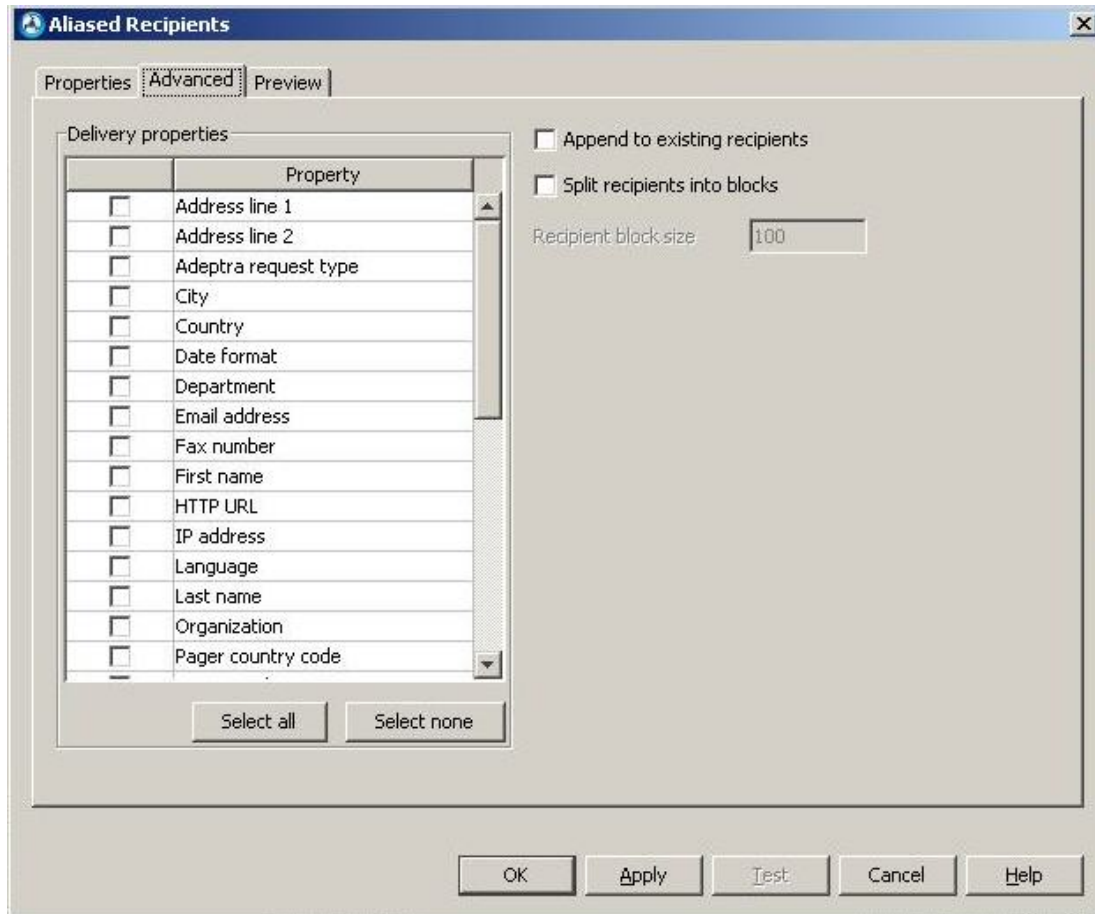 Aliased Recipients
Properties Advanced Preview
Delivery properties
Property
Address line 1
Address line 2
Adeptra request type
City
Country
Date format
Department
Email address
Fax number
First name
HTTP URL
IP address
Language
Last name
Organization
Pager country code
Select all Select none
Append to existing recipients
Split recipients into blocks
Recipient block size 100
OK Apply Test Cancel Help